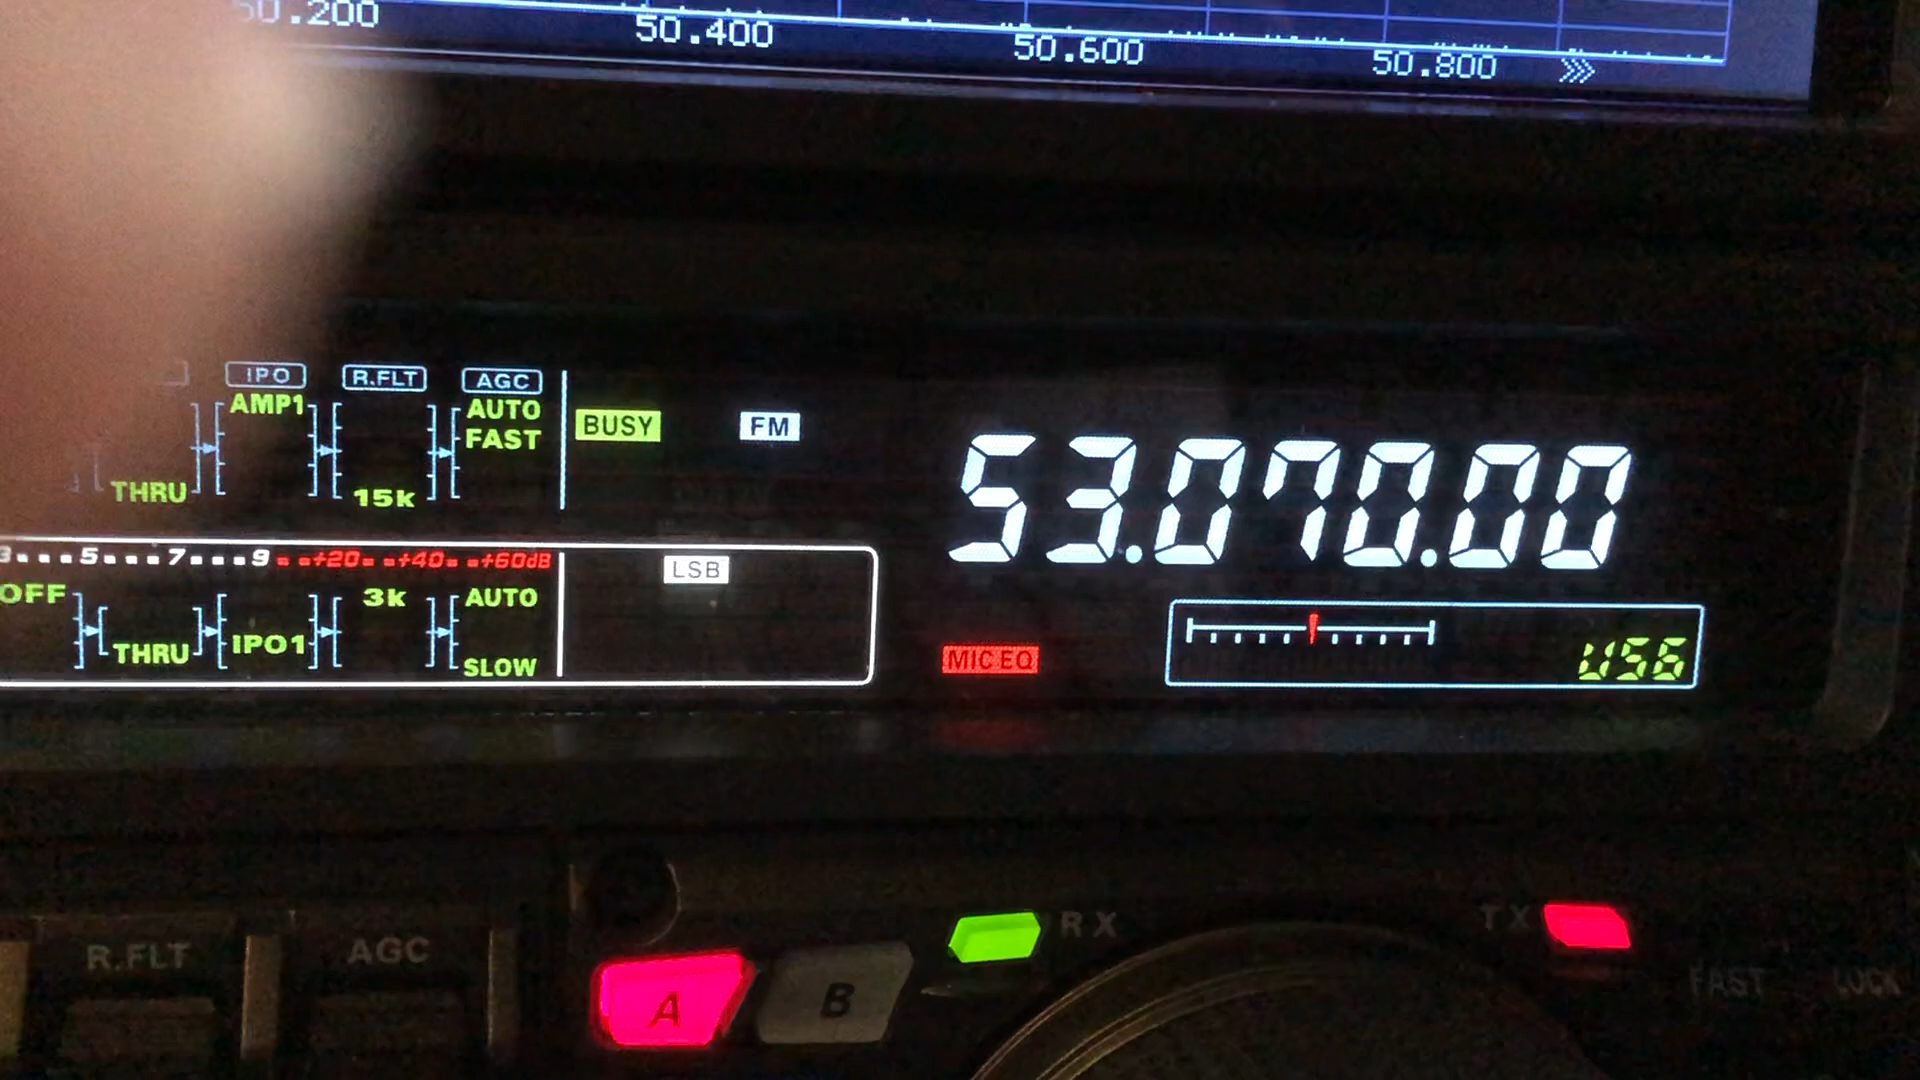 50.200 50.400 50.600 50.800 >>>
IPO R.FLT AGC
AMP1 AUTO
FAST
THRU 15k
BUSY FM
53.070.00
3 5 7 9 +20 +40 +60dB
OFF 3k AUTO
THRU IPO1 SLOW
LSB
MIC EQ
US6
R.FLT AGC
A B
RX TX
FAST LOCK